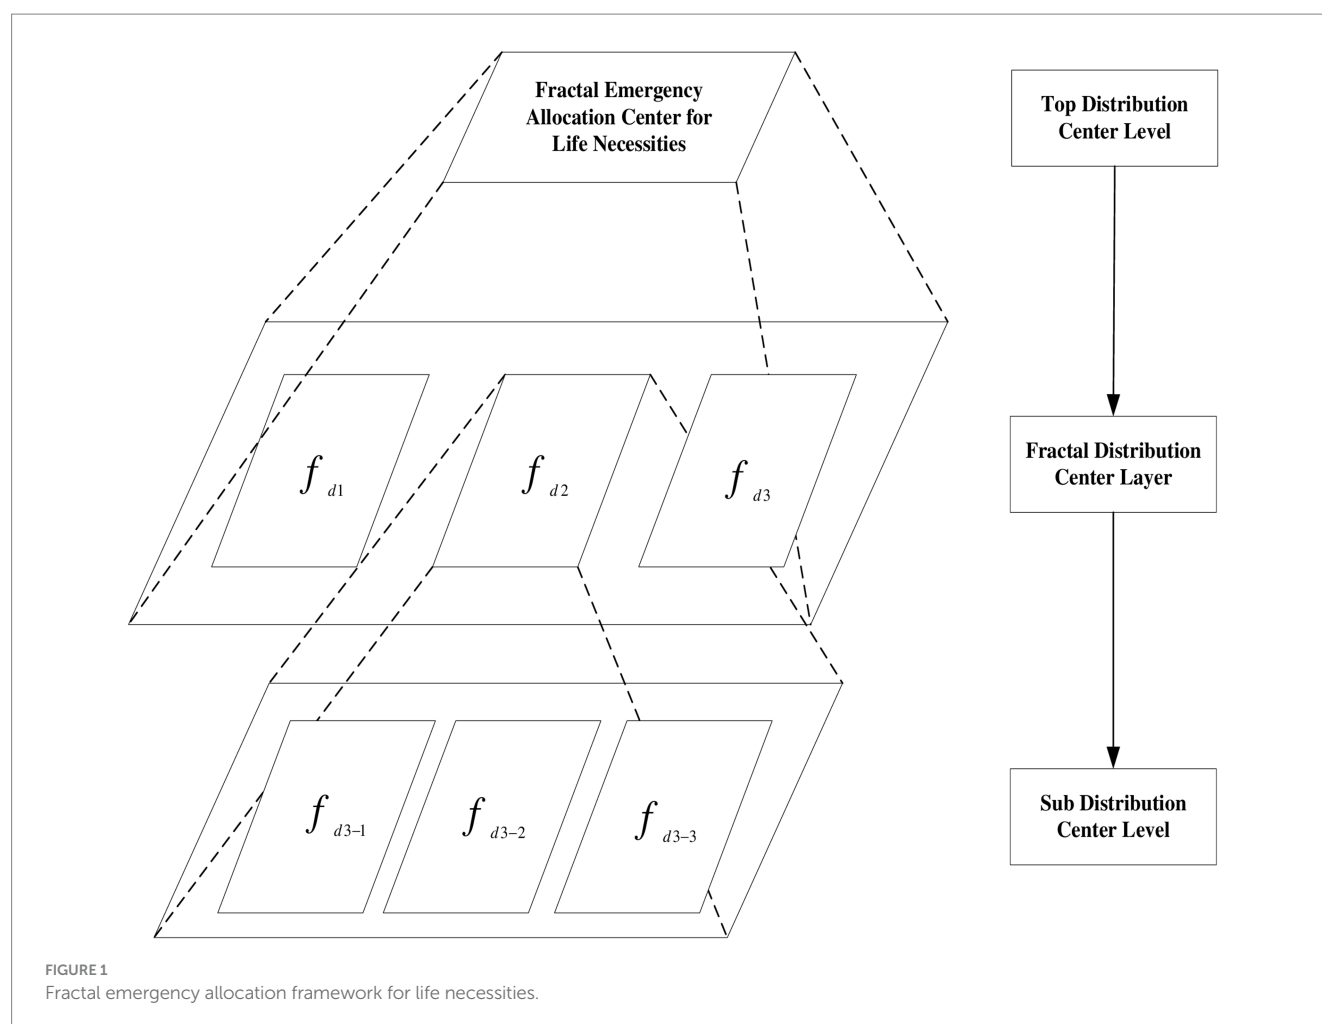 Fractal Emergency
Allocation Center for
Life Necessities
Top Distribution
Center Level
f d1
f d2
f d3
Fractal Distribution
Center Layer
f d3–1
f d3–2
f d3–3
Sub Distribution
Center Level
FIGURE 1
Fractal emergency allocation framework for life necessities.